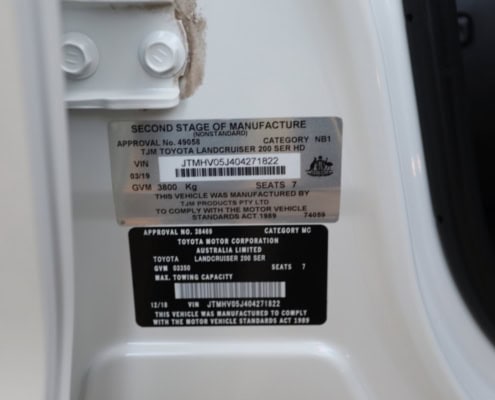 SECOND STAGE OF MANUFACTURE
(NONSTANDARD)
APPROVAL No. 49058 CATEGORY NB1
TJM TOYOTA LANDCRUISER 200 SER HD
VIN JTMHV05J404271822
03/19
GVM 3800 Kg SEATS 7
THIS VEHICLE WAS MANUFACTURED BY
TJM PRODUCTS PTY LTD
TO COMPLY WITH THE MOTOR VEHICLE
STANDARDS ACT 1989 74059
APPROVAL NO. 38469 CATEGORY MC
TOYOTA MOTOR CORPORATION
AUSTRALIA LIMITED
TOYOTA LANDCRUISER 200 SER
GVM 03350 SEATS 7
MAX. TOWING CAPACITY
12/18 VIN JTMHV05J404271822
THIS VEHICLE WAS MANUFACTURED TO COMPLY
WITH THE MOTOR VEHICLE STANDARDS ACT 1989